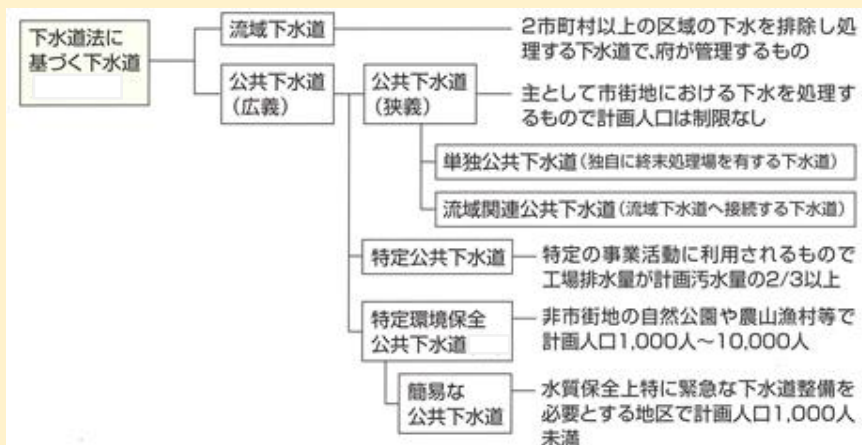 下水道法に
基づく下水道
流域下水道
2市町村以上の区域の下水を排除し処
理する下水道で、府が管理するもの
公共下水道
（広義）
公共下水道
（狭義）
主として市街地における下水を処理す
るもので計画人口は制限なし
単独公共下水道（独自に終末処理場を有する下水道）
流域関連公共下水道（流域下水道へ接続する下水道）
特定公共下水道
特定の事業活動に利用されるもので
工場排水量が計画汚水量の2/3以上
特定環境保全
公共下水道
非市街地の自然公園や農山漁村等で
計画人口1,000人〜10,000人
簡易な
公共下水道
水質保全上特に緊急な下水道整備を
必要とする地区で計画人口1,000人
未満